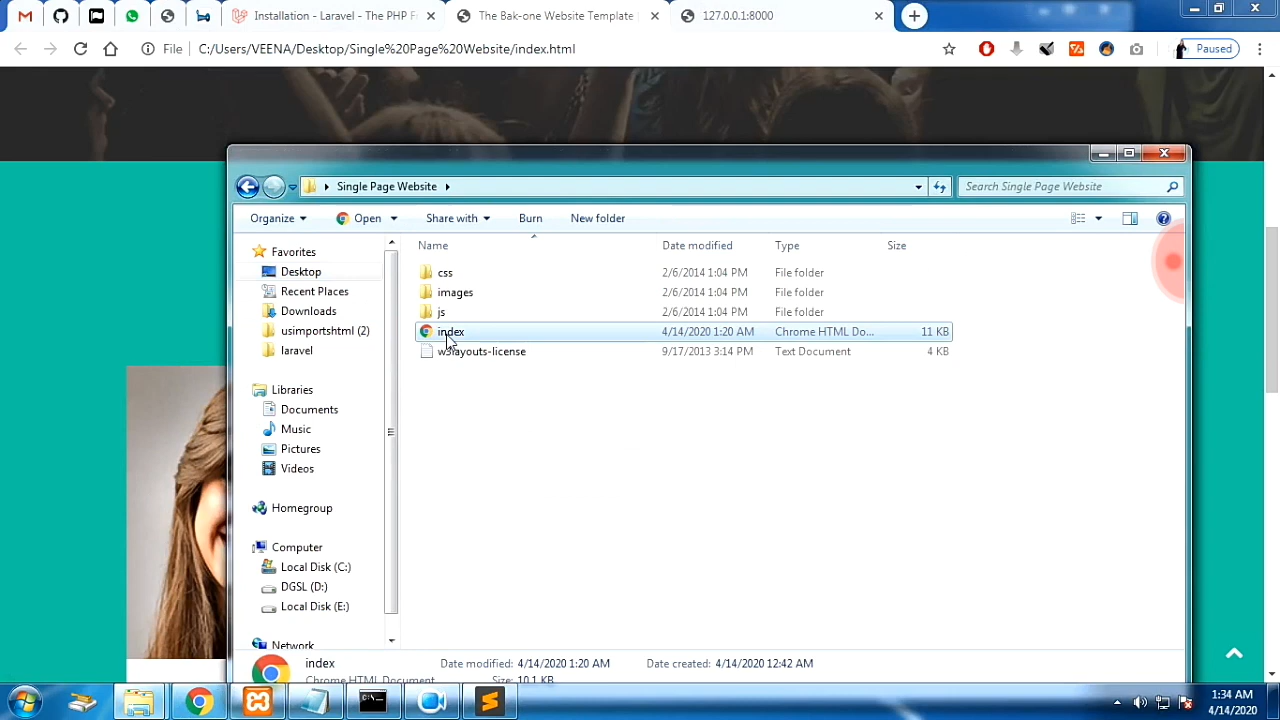 Installation - Laravel - The PHP F
The Bak-one Website Template
127.0.0.1:8000
File
C:/Users/VEENA/Desktop/Single%20Page%20Website/index.html
Paused
Single Page Website
Search Single Page Website
Organize
Open
Share with
Burn
New folder
Name
Date modified
Type
Size
Favorites
Desktop
Recent Places
Downloads
usimportshtml (2)
laravel
Libraries
Documents
Music
Pictures
Videos
Homegroup
Computer
Local Disk (C:)
DGSL (D:)
Local Disk (E:)
Network
css 2/6/2014 1:04 PM File folder
images 2/6/2014 1:04 PM File folder
js 2/6/2014 1:04 PM File folder
index 4/14/2020 1:20 AM Chrome HTML Do... 11 KB
w3layouts-license 9/17/2013 3:14 PM Text Document 4 KB
index Date modified: 4/14/2020 1:20 AM Date created: 4/14/2020 12:42 AM
Chrome HTML Document Size: 10.1 KB
1:34 AM
4/14/2020